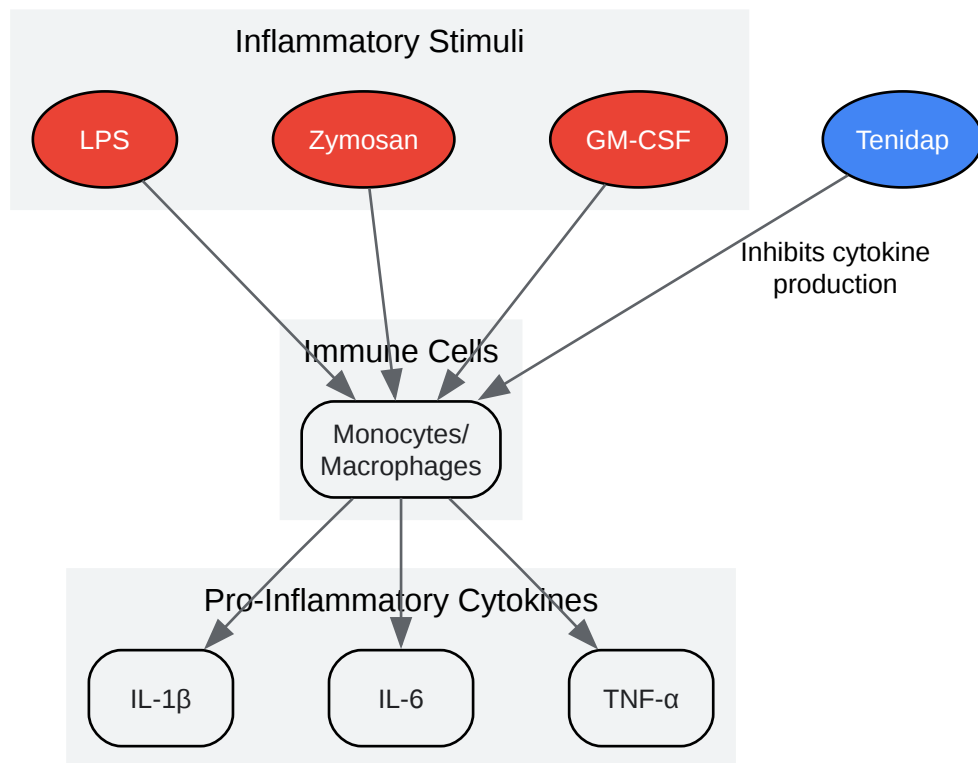 Inflammatory Stimuli
LPS
Zymosan
GM-CSF
Tenidap
Inhibits cytokine
production
Immune Cells
Monocytes/
Macrophages
Pro-Inflammatory Cytokines
IL-1β
IL-6
TNF-α